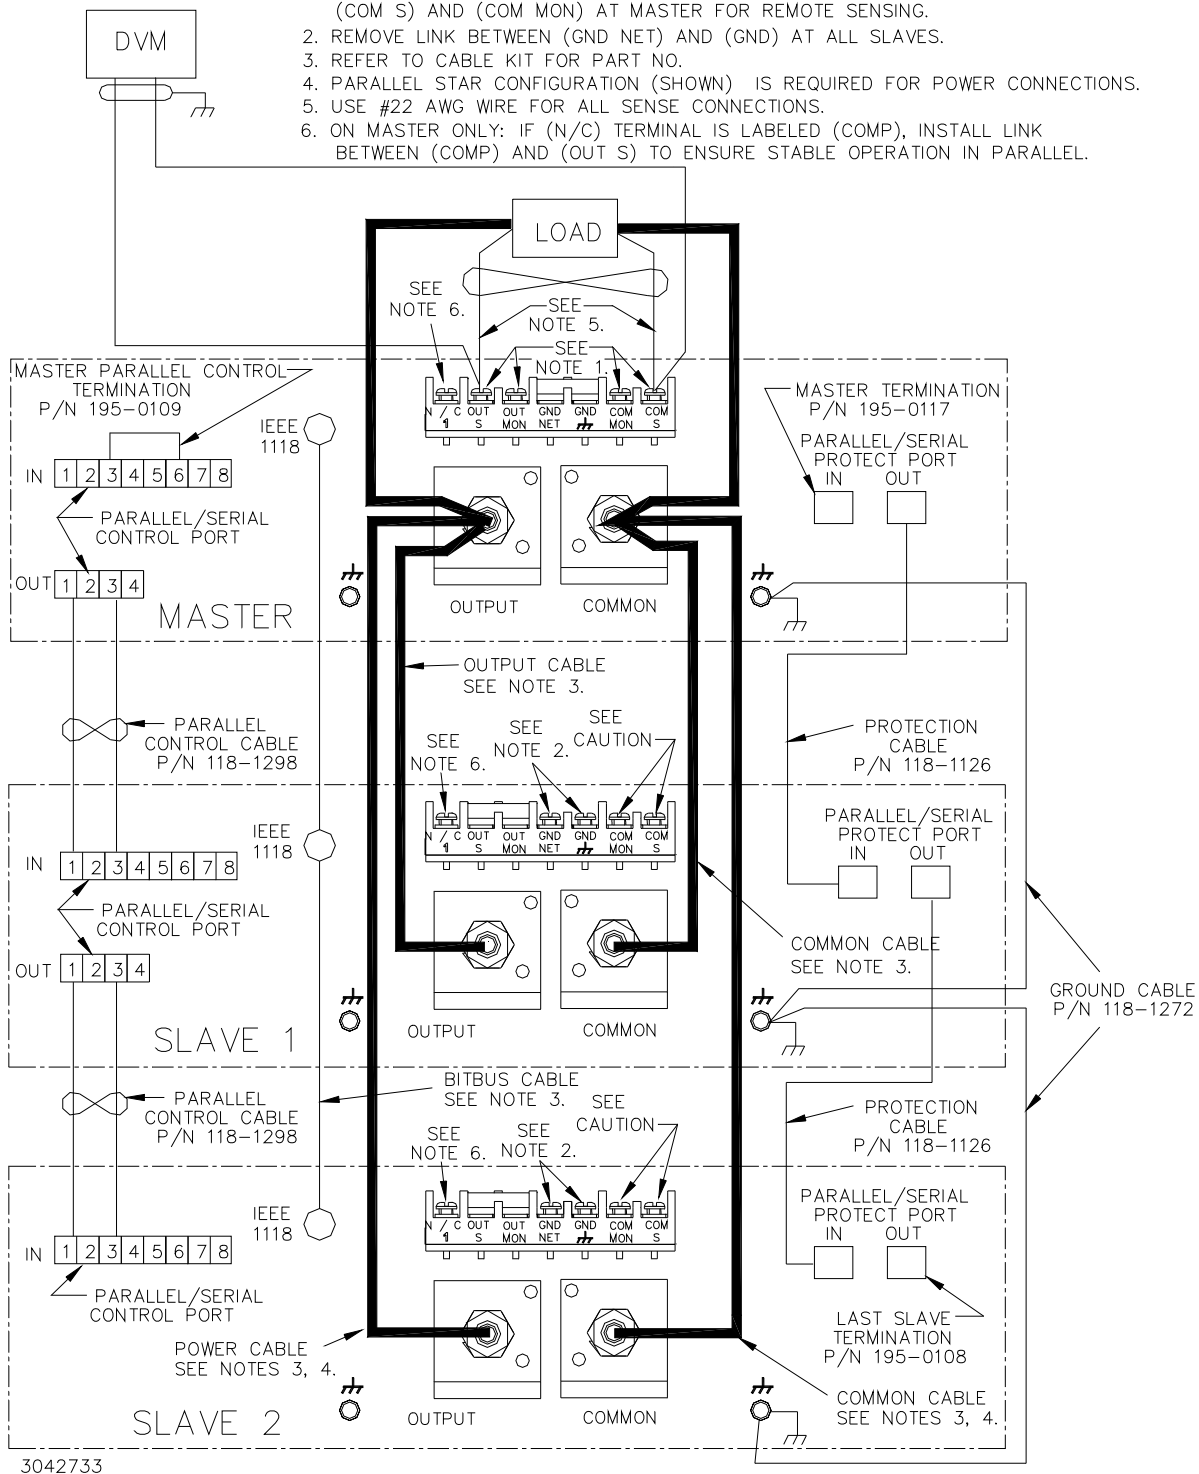 (COM S) AND (COM MON) AT MASTER FOR REMOTE SENSING.
2. REMOVE LINK BETWEEN (GND NET) AND (GND) AT ALL SLAVES.
3. REFER TO CABLE KIT FOR PART NO.
4. PARALLEL STAR CONFIGURATION (SHOWN) IS REQUIRED FOR POWER CONNECTIONS.
5. USE #22 AWG WIRE FOR ALL SENSE CONNECTIONS.
6. ON MASTER ONLY: IF (N/C) TERMINAL IS LABELED (COMP), INSTALL LINK
BETWEEN (COMP) AND (OUT S) TO ENSURE STABLE OPERATION IN PARALLEL.
DVM
LOAD
SEE
NOTE 6.
SEE
NOTE 5.
SEE
NOTE 1.
MASTER PARALLEL CONTROL
TERMINATION
P/N 195-0109
IEEE
1118
N / C OUT OUT GND GND COM COM
1 S MON NET MON S
MASTER TERMINATION
P/N 195-0117
PARALLEL/SERIAL
PROTECT PORT
IN OUT
IN 1 2 3 4 5 6 7 8
PARALLEL/SERIAL
CONTROL PORT
OUT 1 2 3 4
MASTER
OUTPUT COMMON
OUTPUT CABLE
SEE NOTE 3.
PARALLEL
CONTROL CABLE
P/N 118-1298
SEE
NOTE 6.
SEE
NOTE 2.
SEE
CAUTION
PROTECTION
CABLE
P/N 118-1126
IEEE
1118
N / C OUT OUT GND GND COM COM
1 S MON NET MON S
PARALLEL/SERIAL
PROTECT PORT
IN OUT
IN 1 2 3 4 5 6 7 8
PARALLEL/SERIAL
CONTROL PORT
OUT 1 2 3 4
COMMON CABLE
SEE NOTE 3.
GROUND CABLE
P/N 118-1272
SLAVE 1
OUTPUT COMMON
BITBUS CABLE
SEE NOTE 3.
PARALLEL
CONTROL CABLE
P/N 118-1298
SEE
NOTE 6.
SEE
NOTE 2.
SEE
CAUTION
PROTECTION
CABLE
P/N 118-1126
IEEE
1118
N / C OUT OUT GND GND COM COM
1 S MON NET MON S
PARALLEL/SERIAL
PROTECT PORT
IN OUT
IN 1 2 3 4 5 6 7 8
PARALLEL/SERIAL
CONTROL PORT
POWER CABLE
SEE NOTES 3, 4.
LAST SLAVE
TERMINATION
P/N 195-0108
COMMON CABLE
SEE NOTES 3, 4.
SLAVE 2
OUTPUT COMMON
3042733